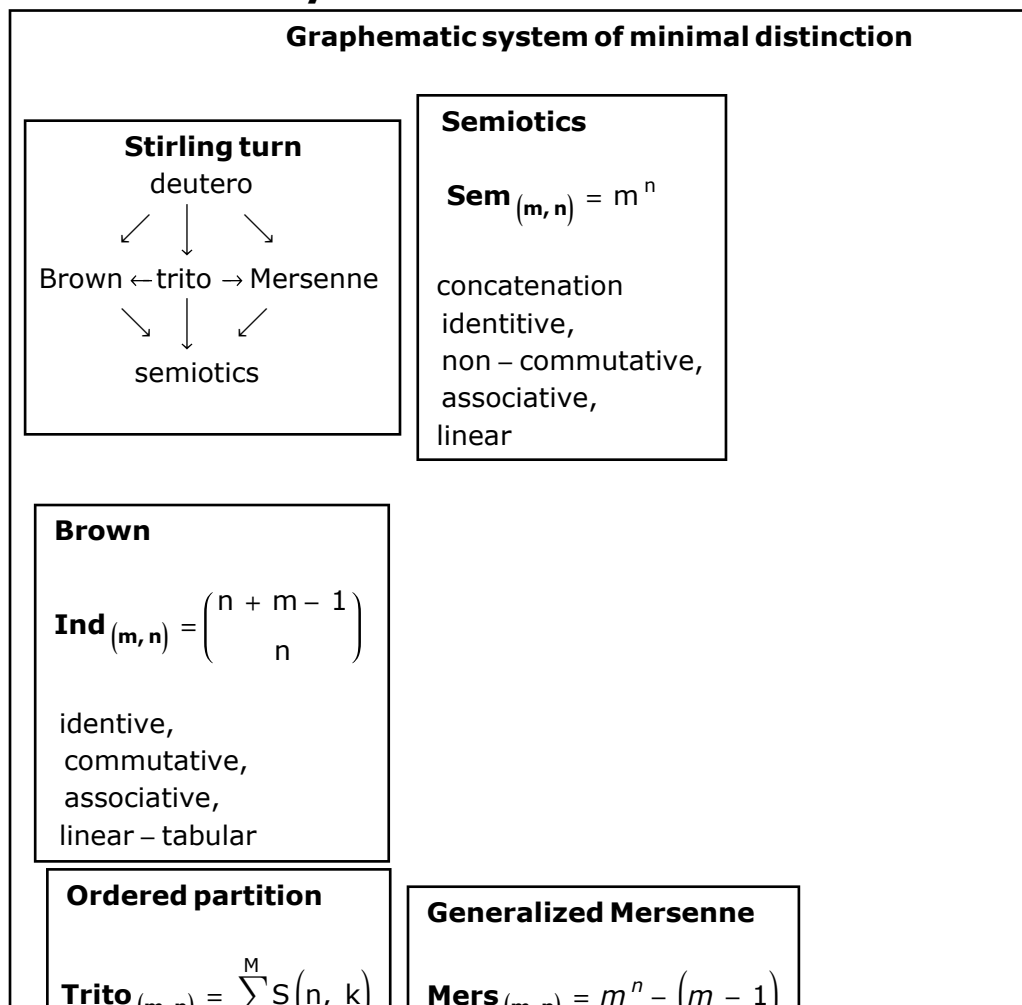 Graphematic system of minimal distinction
Stirling turn
deutero
↙ ↓ ↘
Brown ← trito → Mersenne
↘ ↓ ↙
semiotics
Semiotics
Sem (m, n) = m^n
concatenation
identitive,
non – commutative,
associative,
linear
Brown
Ind (m, n) = (n + m – 1
n)
identive,
commutative,
associative,
linear – tabular
Ordered partition
Trito (m, n) = M ∑ S(n, k)
Generalized Mersenne
Mers (m, n) = m^n – (m – 1)